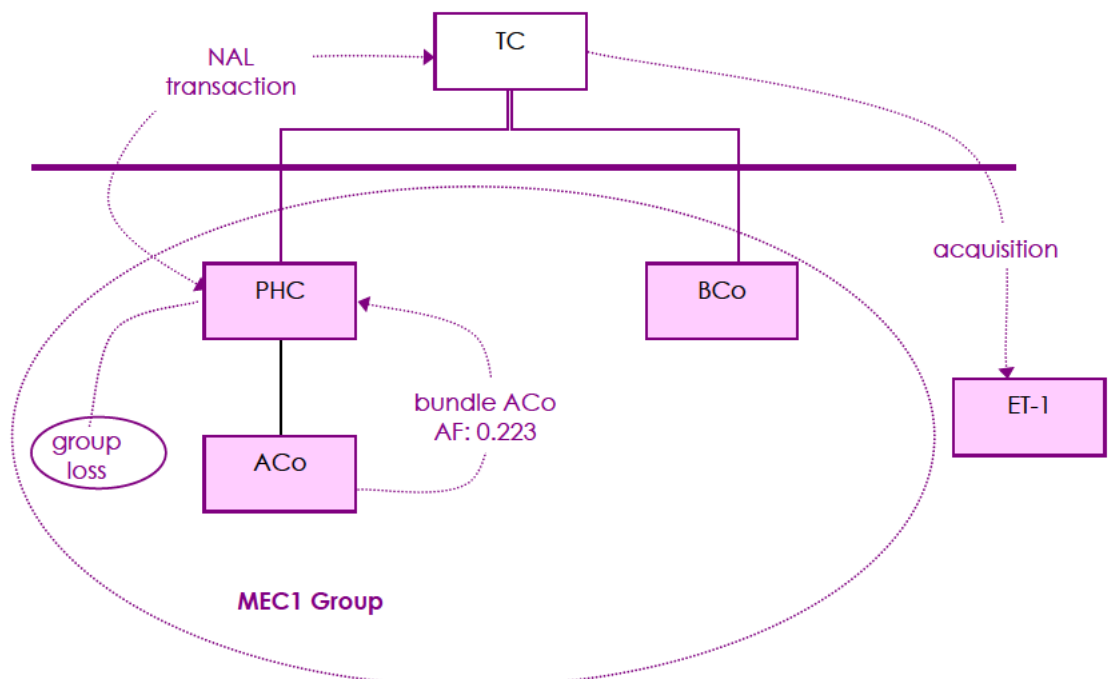 TC
NAL
transaction
acquisition
PHC
BCo
bundle ACo
AF: 0.223
ET-1
group
loss
ACo
MEC1 Group